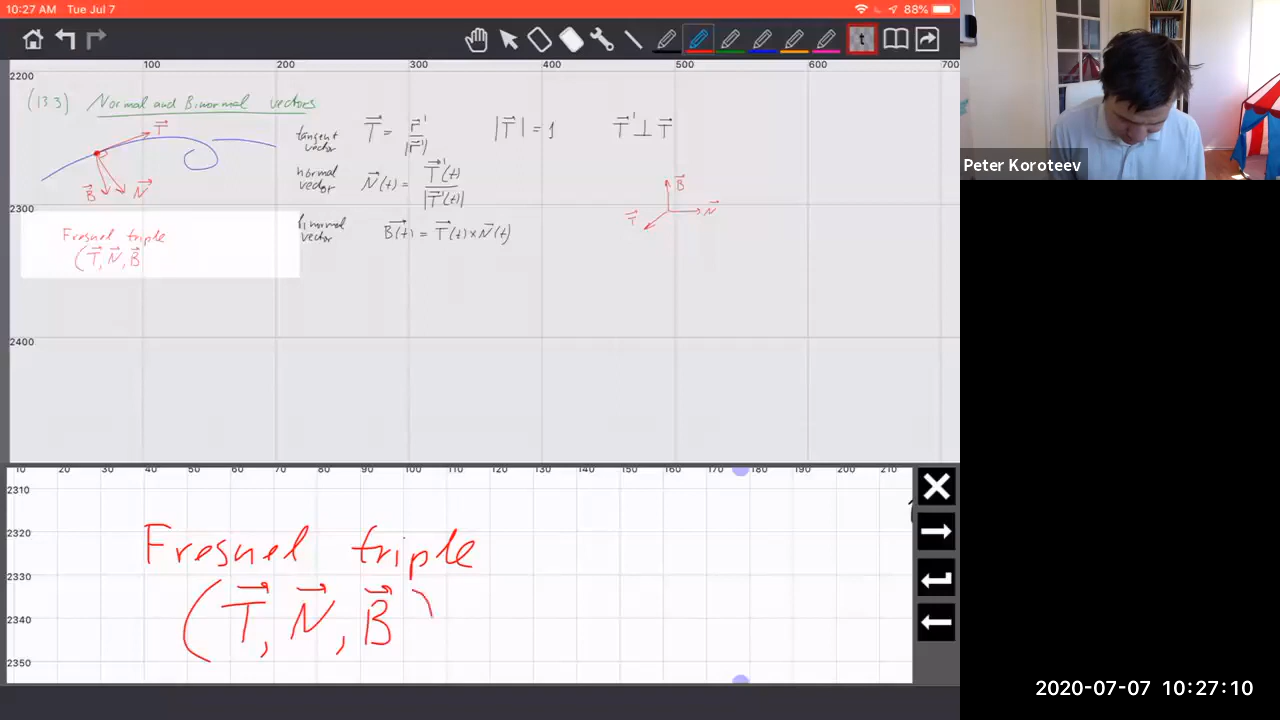 10:27 AM Tue Jul 7
88%
t
100 200 300 400 500 600 700
2200
(13.3) Normal and Binormal vectors
T
B N
tangent vector T = r' / |r'| |T| = 1 T' ⊥ T
normal vector N(t) = T'(t) / |T'(t)|
binormal vector B(t) = T(t) × N(t)
B
T N
2300
Fresnel triple
(T, N, B
2400
10 20 30 40 50 60 70 80 90 100 110 120 130 140 150 160 170 180 190 200 210
2310
2320
Fresnel triple
2330
(T, N, B)
2340
2350
Peter Koroteev
2020-07-07 10:27:10